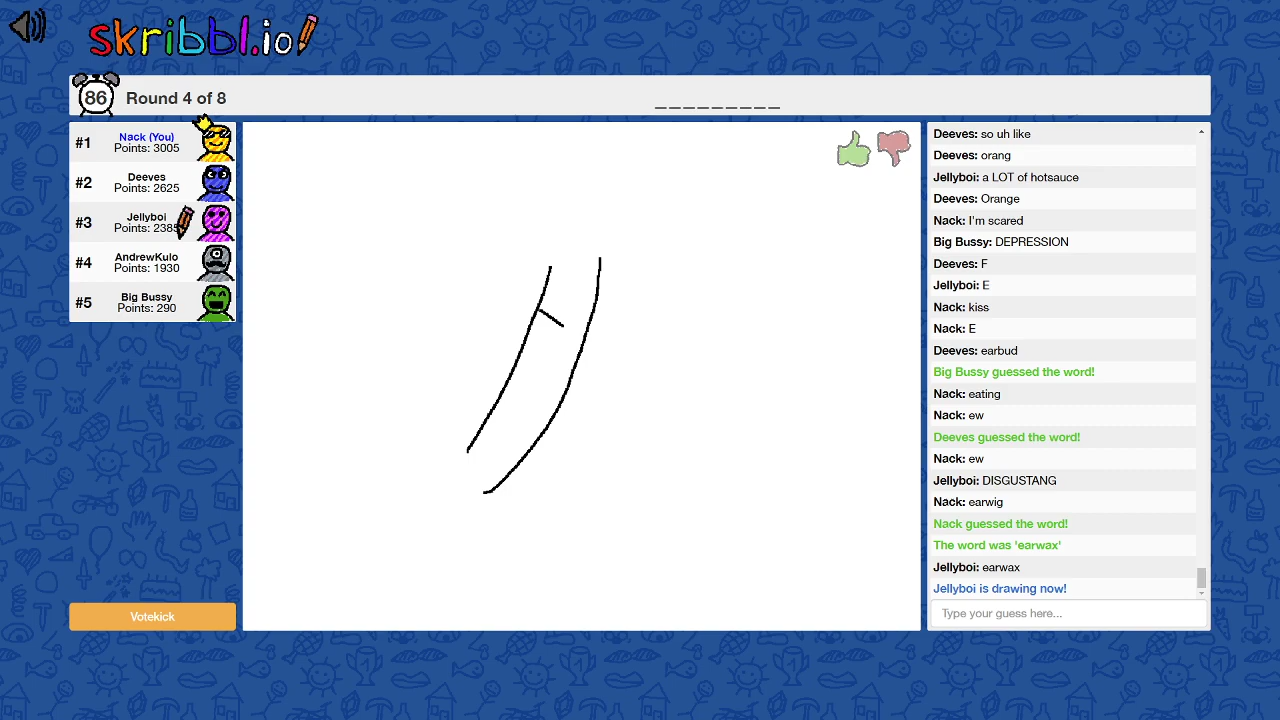 skribbl.io
86
Round 4 of 8
_________
#1
Nack (You)
Points: 3005
#2
Deeves
Points: 2625
#3
Jellyboi
Points: 2385
#4
AndrewKulo
Points: 1930
#5
Big Bussy
Points: 290
Votekick
Deeves: so uh like
Deeves: orang
Jellyboi: a LOT of hotsauce
Deeves: Orange
Nack: I'm scared
Big Bussy: DEPRESSION
Deeves: F
Jellyboi: E
Nack: kiss
Nack: E
Deeves: earbud
Big Bussy guessed the word!
Nack: eating
Nack: ew
Deeves guessed the word!
Nack: ew
Jellyboi: DISGUSTANG
Nack: earwig
Nack guessed the word!
The word was 'earwax'
Jellyboi: earwax
Jellyboi is drawing now!
Type your guess here...